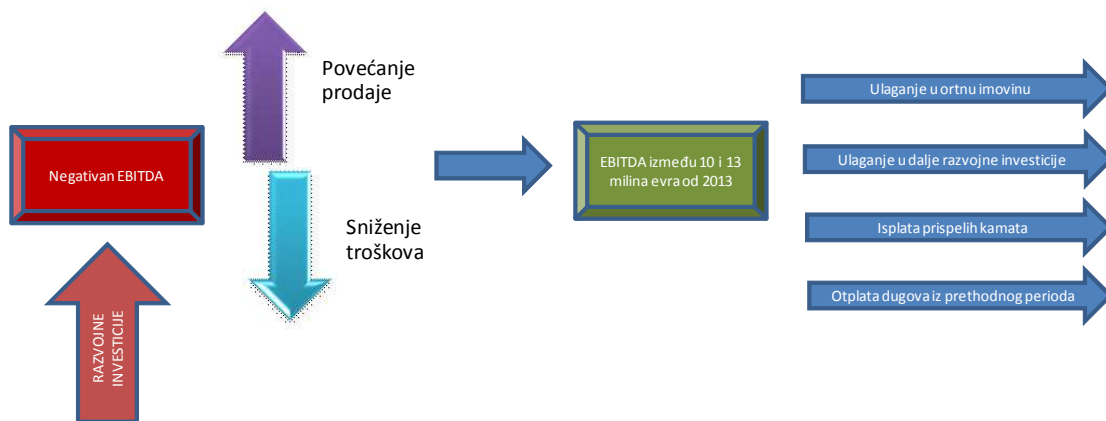 Negativan EBITDA
RAZVOJNE
INVESTICIJE
Povećanje
prodaje
Sniženje
troškova
EBITDA između 10 i 13
milina evra od 2013
Ulaganje u ortnu imovinu
Ulaganje u dalje razvojne investicije
Isplata prispelih kamata
Otplata dugova iz prethodnog perioda